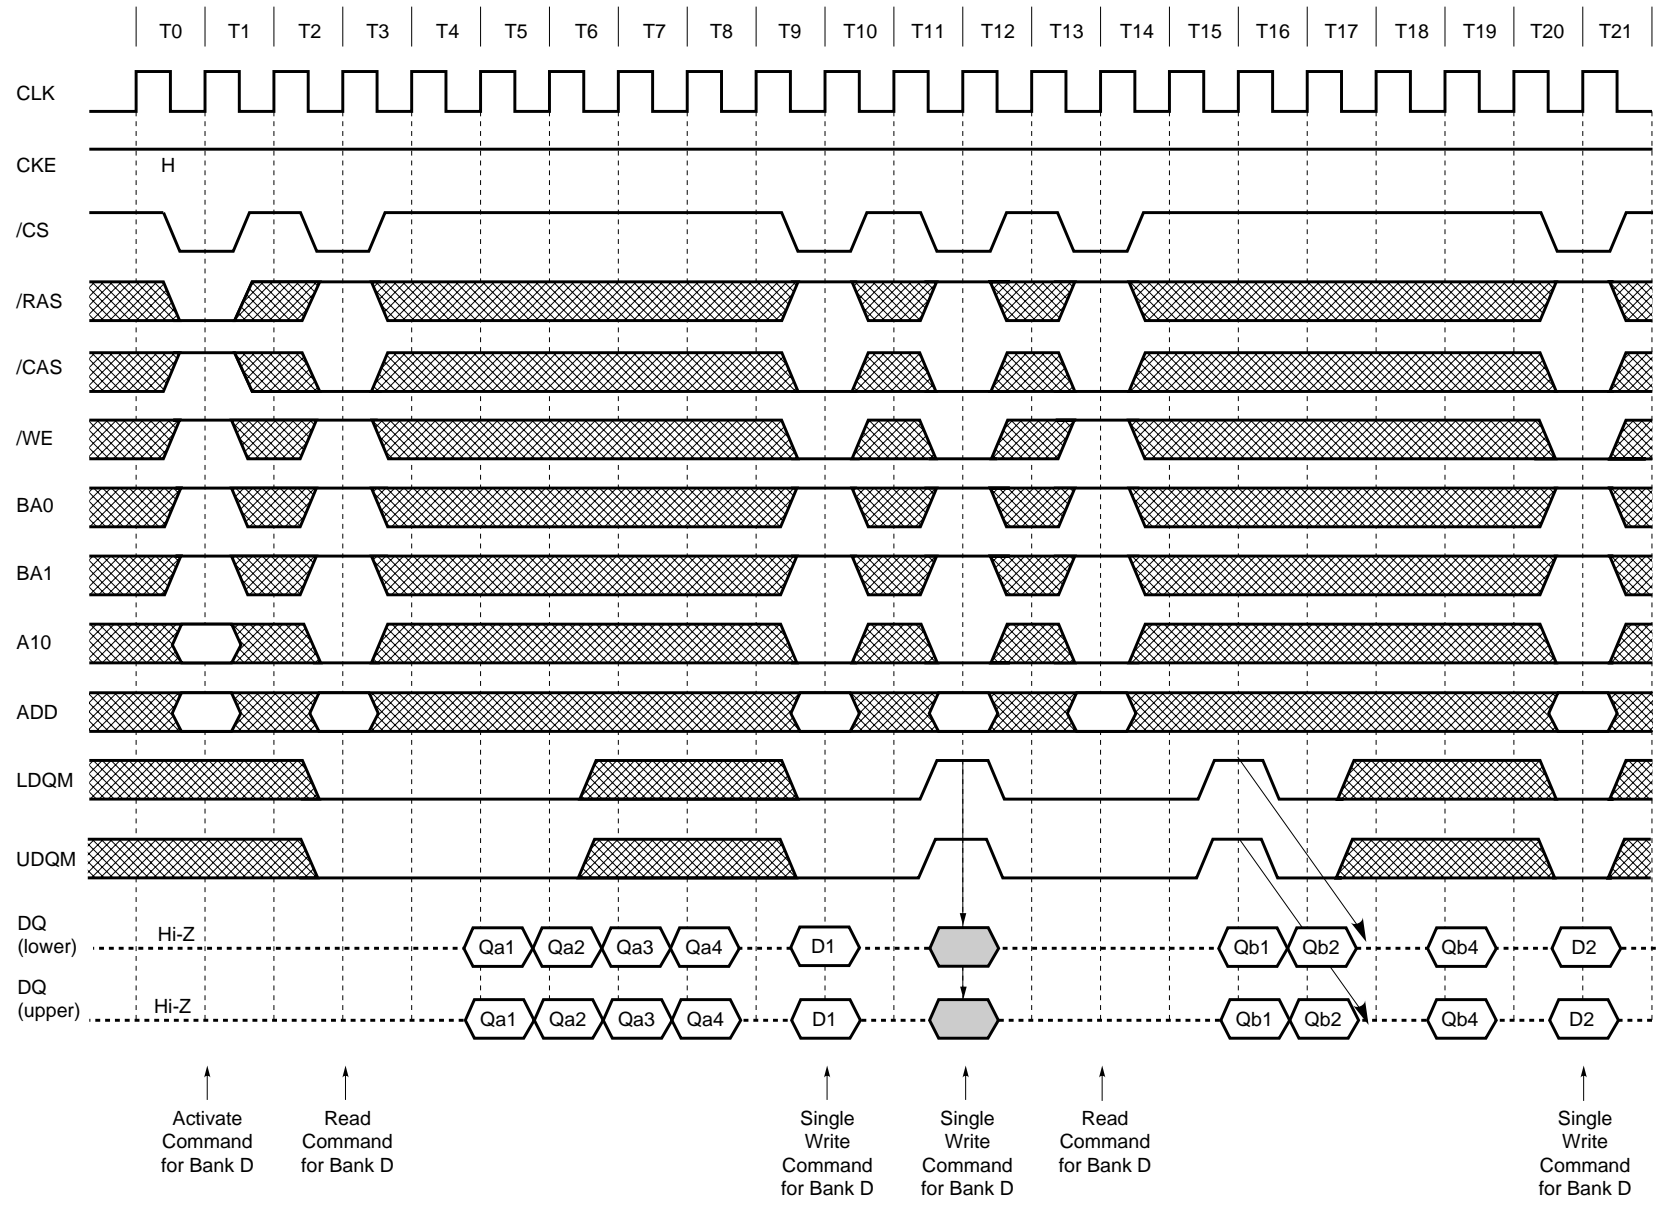 T0 T1 T2 T3 T4 T5 T6 T7 T8 T9 T10 T11 T12 T13 T14 T15 T16 T17 T18 T19 T20 T21
CLK
CKE H
/CS
/RAS
/CAS
/WE
BA0
BA1
A10
ADD
LDQM
UDQM
DQ
(lower) Hi-Z Qa1 Qa2 Qa3 Qa4 D1 Qb1 Qb2 Qb4 D2
DQ
(upper) Hi-Z Qa1 Qa2 Qa3 Qa4 D1 Qb1 Qb2 Qb4 D2
Activate
Command
for Bank D
Read
Command
for Bank D
Single
Write
Command
for Bank D
Single
Write
Command
for Bank D
Read
Command
for Bank D
Single
Write
Command
for Bank D